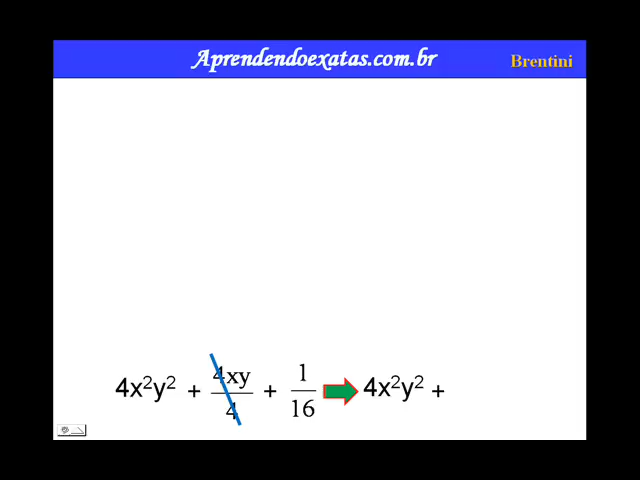 Aprendendoexatas.com.br
Brentini
4x²y² + 4xy/4 + 1/16 4x²y² +